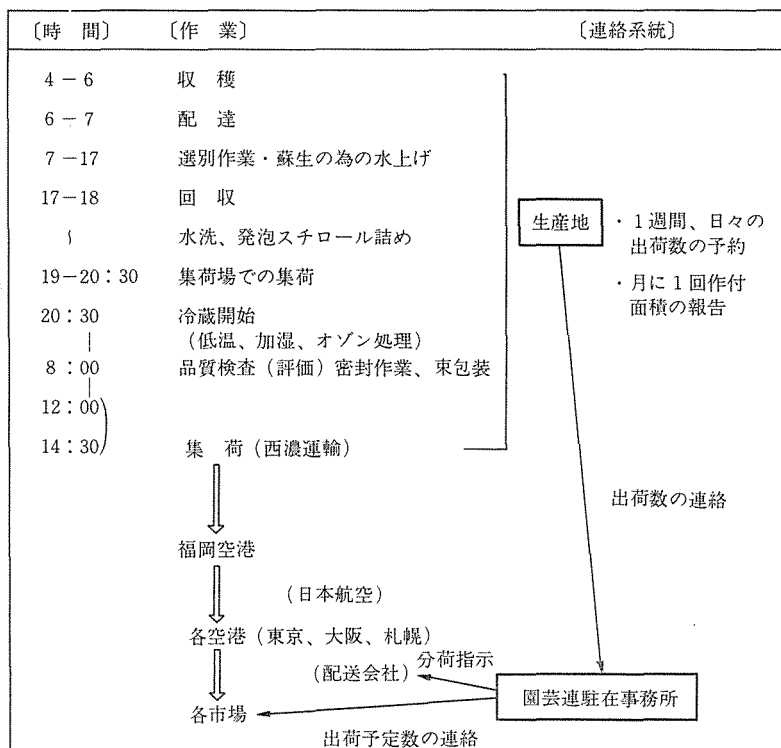 〔時 間〕 〔作 業〕 〔連絡系統〕
4－6 収 穫
6－7 配 達
7－17 選別作業・蘇生の為の水上げ
17－18 回 収
〜 水洗、発泡スチロール詰め
19－20：30 集荷場での集荷
20：30 冷蔵開始
（低温、加湿、オゾン処理）
8：00 品質検査（評価）密封作業、束包装
12：00
14：30 集 荷（西濃運輸）
生産地
・1週間、日々の
出荷数の予約
・月に1回作付
面積の報告
出荷数の連絡
福岡空港
（日本航空）
各空港（東京、大阪、札幌）
（配送会社）
分荷指示
園芸連駐在事務所
各市場
出荷予定数の連絡